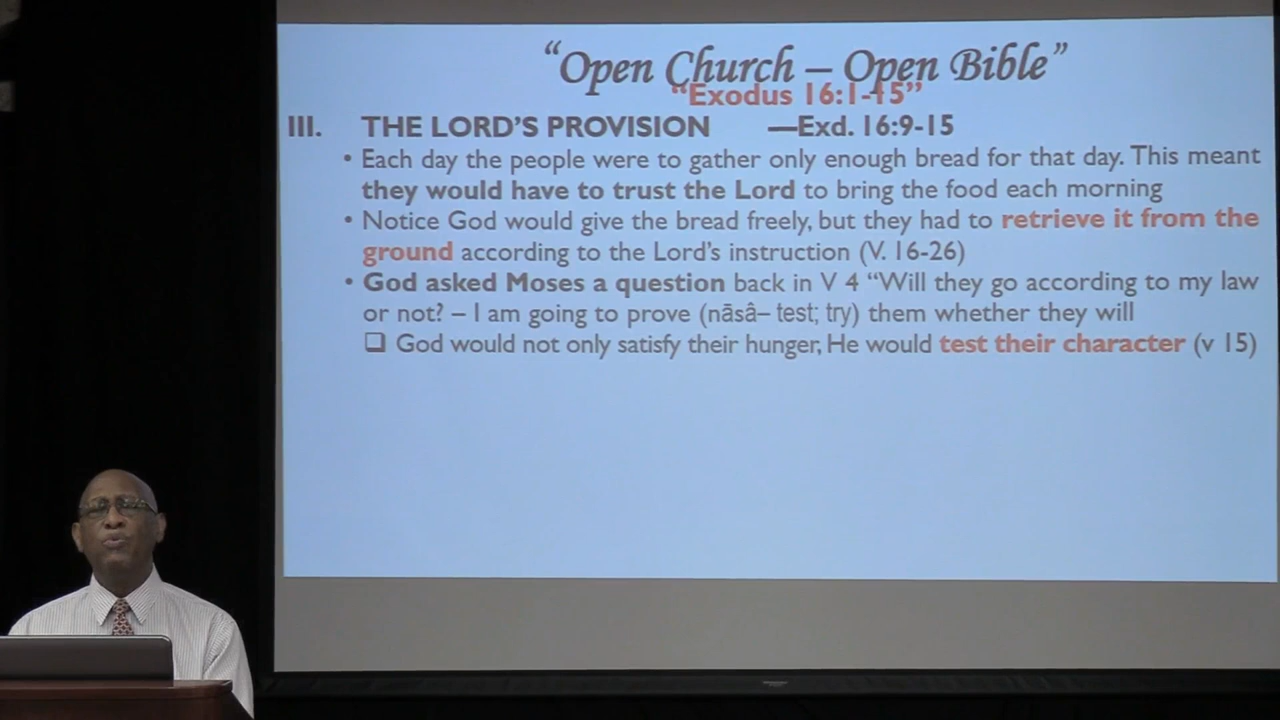 “Open Church – Open Bible”
“Exodus 16:1-15”
III. THE LORD’S PROVISION —Exd. 16:9-15
• Each day the people were to gather only enough bread for that day. This meant
they would have to trust the Lord to bring the food each morning
• Notice God would give the bread freely, but they had to retrieve it from the
ground according to the Lord’s instruction (V. 16-26)
• God asked Moses a question back in V 4 “Will they go according to my law
or not? – I am going to prove (nāsâ– test; try) them whether they will
❑ God would not only satisfy their hunger, He would test their character (v 15)